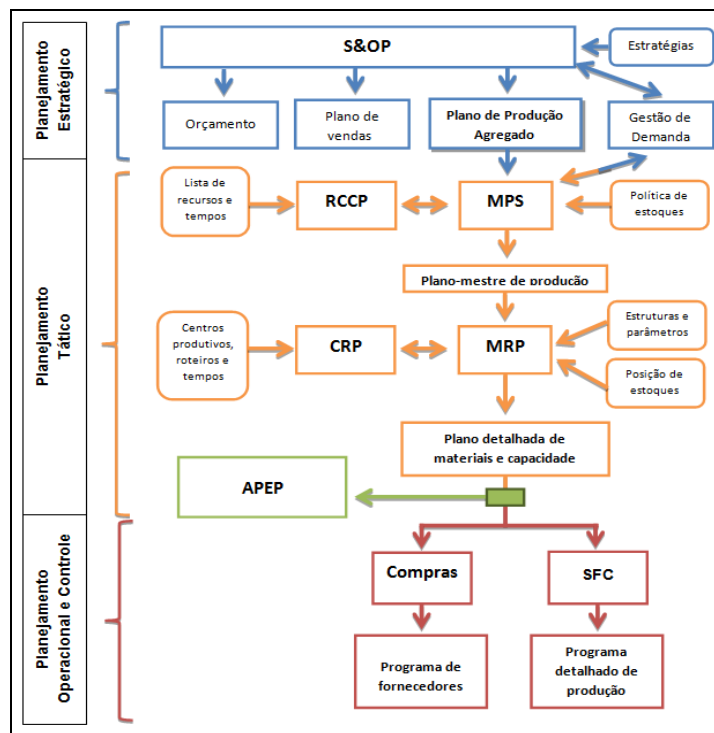 Planejamento
Estratégico
S&OP
Estratégias
Orçamento
Plano de
vendas
Plano de Produção
Agregado
Gestão de
Demanda
Planejamento
Tático
Lista de
recursos e
tempos
RCCP
MPS
Política de
estoques
Plano-mestre de produção
Centros
produtivos,
roteiros e
tempos
CRP
MRP
Estruturas e
parâmetros
Posição de
estoques
Plano detalhada de
materiais e capacidade
APEP
Planejamento
Operacional e Controle
Compras
SFC
Programa de
fornecedores
Programa
detalhado de
produção